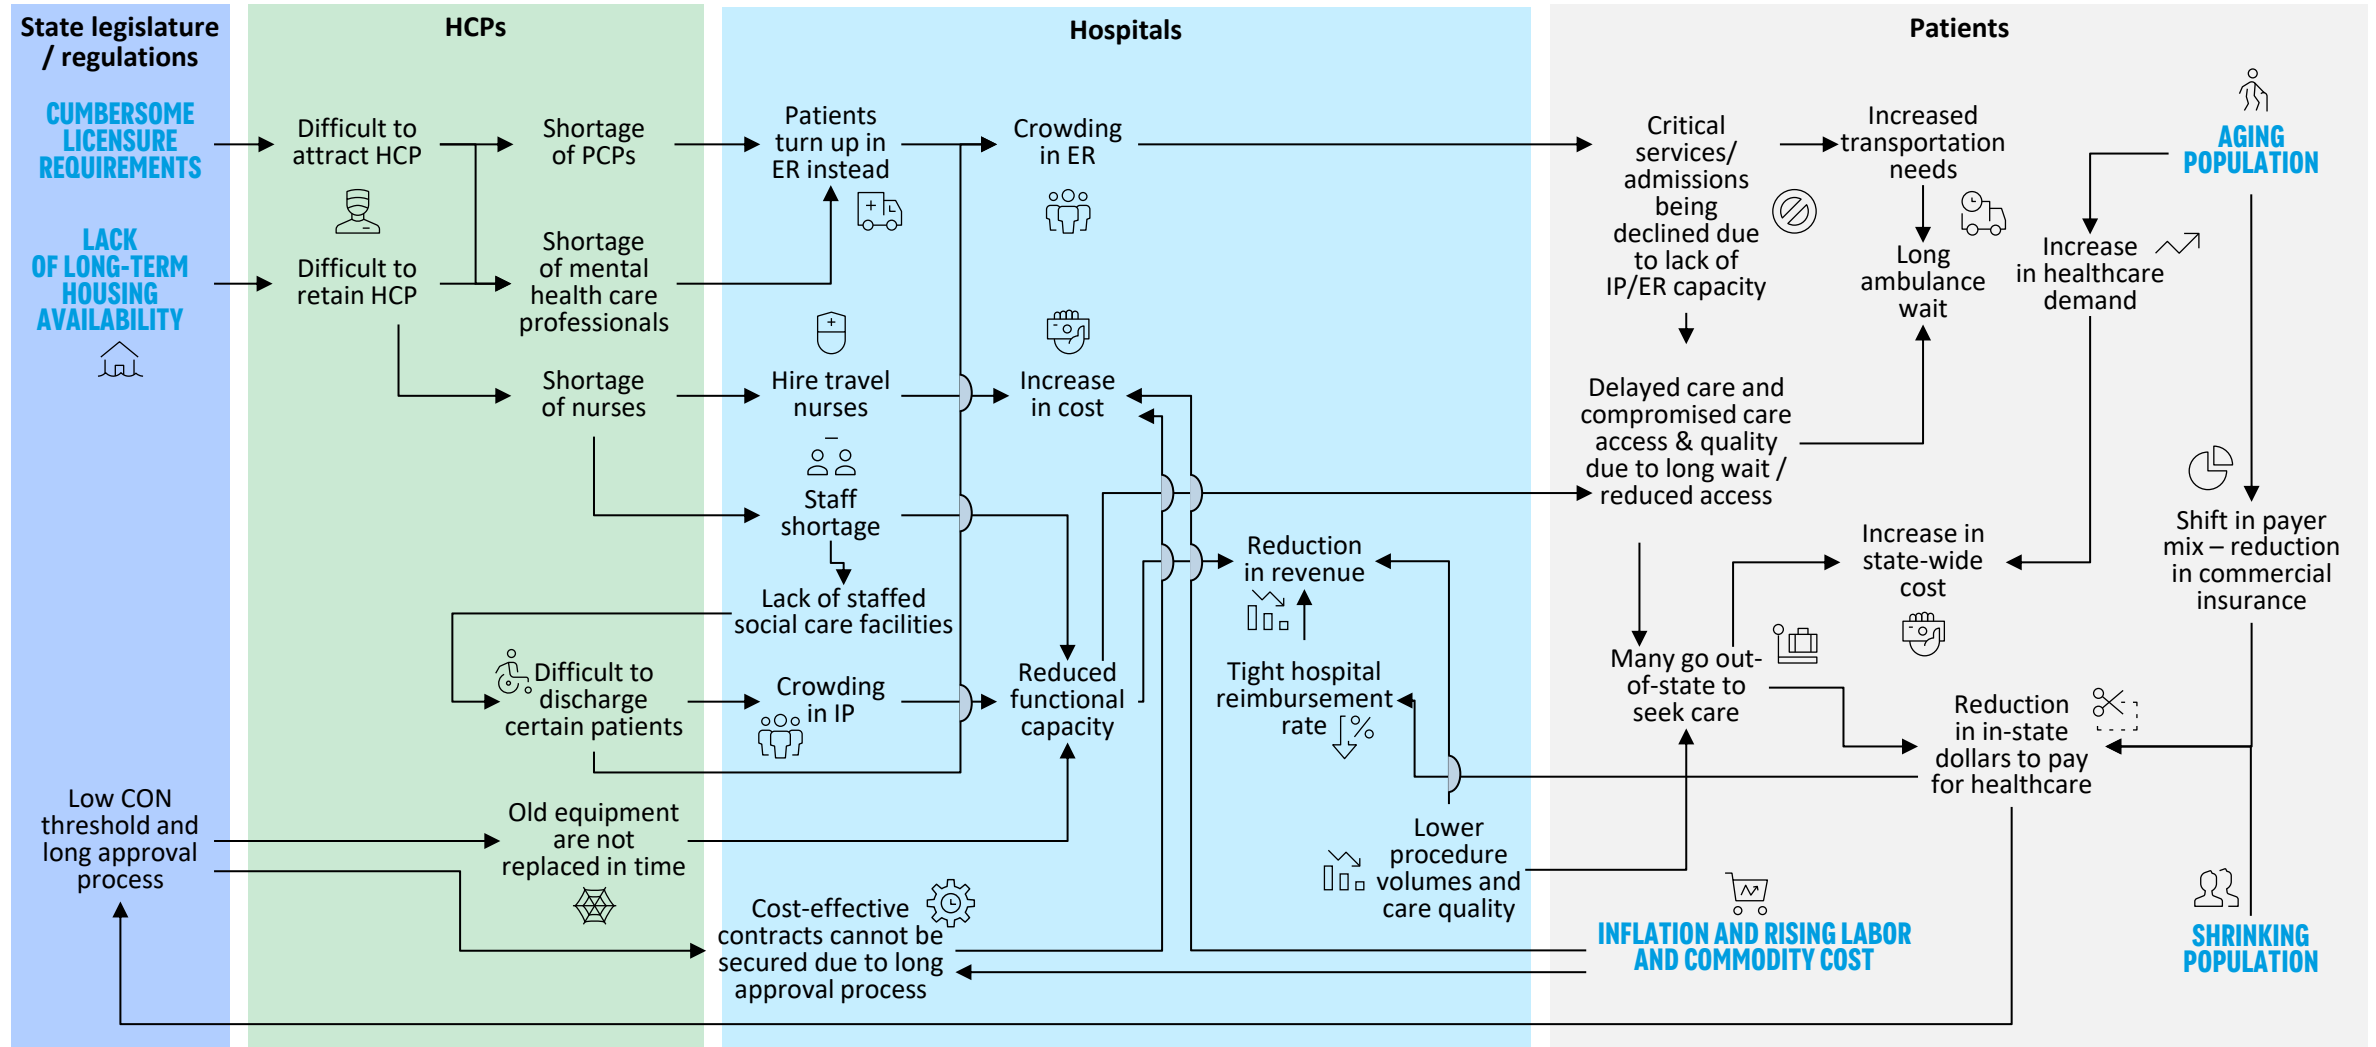 State legislature
/ regulations
HCPs
Hospitals
Patients
CUMBERSOME
LICENSURE
REQUIREMENTS
LACK
OF LONG-TERM
HOUSING
AVAILABILITY
Low CON
threshold and
long approval
process
Difficult to
attract HCP
Difficult to
retain HCP
Shortage
of PCPs
Shortage
of mental
health care
professionals
Shortage
of nurses
Difficult to
discharge
certain patients
Old equipment
are not
replaced in time
Patients
turn up in
ER instead
Hire travel
nurses
Staff
shortage
Lack of staffed
social care facilities
Crowding
in IP
Cost-effective
contracts cannot be
secured due to long
approval process
Crowding
in ER
Increase
in cost
Reduced
functional
capacity
Reduction
in revenue
Tight hospital
reimbursement
rate
%
Lower
procedure
volumes and
care quality
Critical
services/
admissions
being
declined due
to lack of
IP/ER capacity
Delayed care and
compromised care
access & quality
due to long wait /
reduced access
Many go out-
of-state to
seek care
INFLATION AND RISING LABOR
AND COMMODITY COST
Increased
transportation
needs
Long
ambulance
wait
Increase in
state-wide
cost
Reduction
in in-state
dollars to pay
for healthcare
AGING
POPULATION
Increase
in healthcare
demand
Shift in payer
mix – reduction
in commercial
insurance
SHRINKING
POPULATION